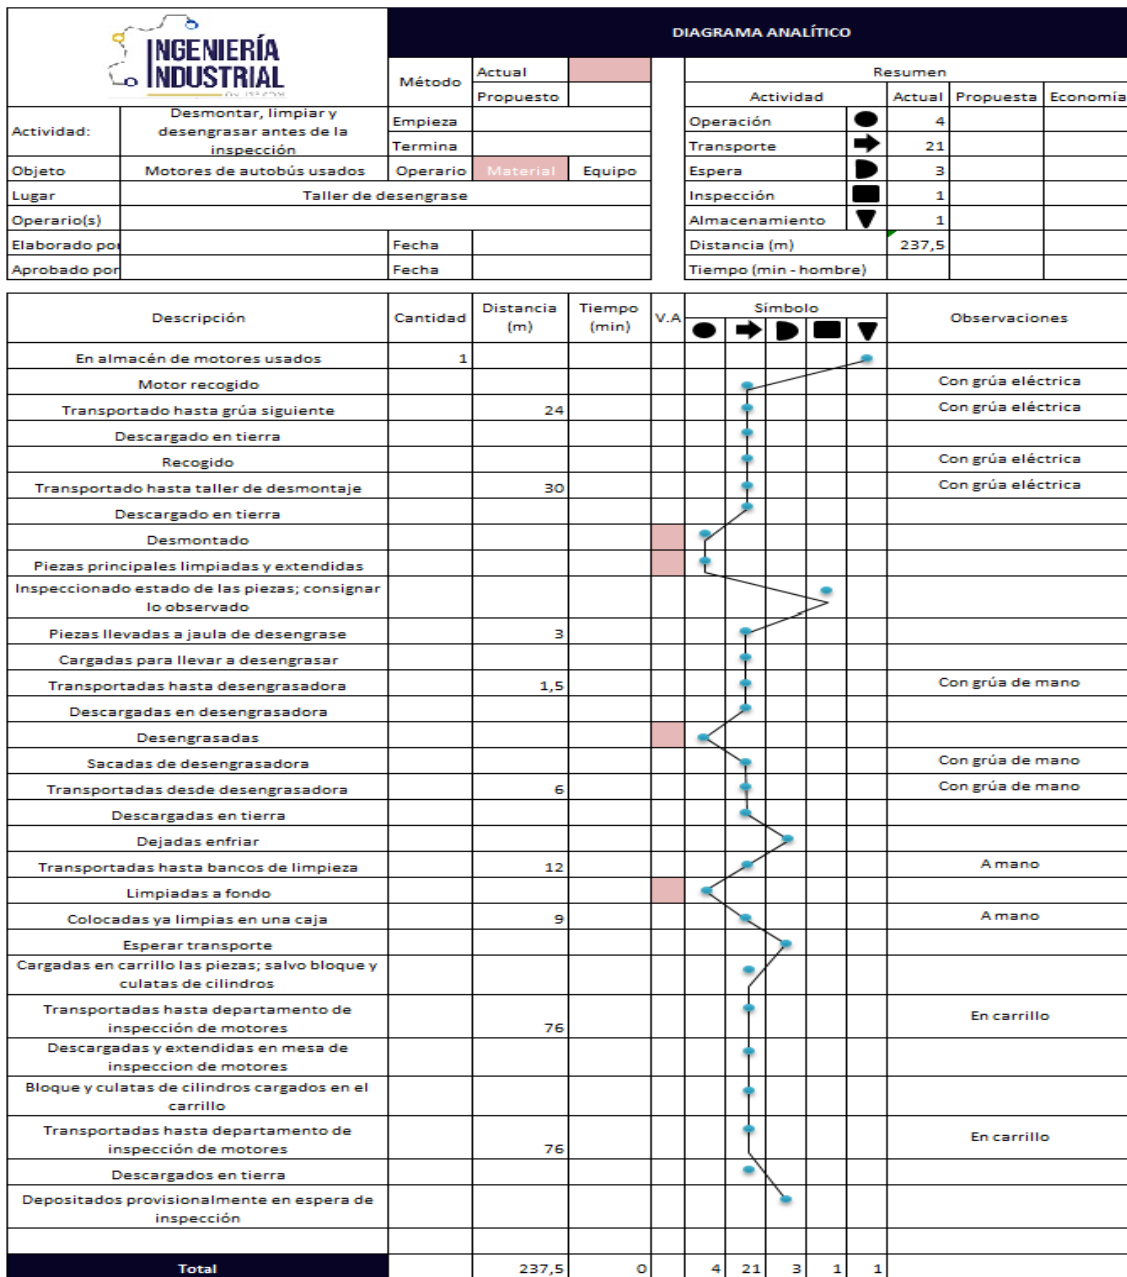 INGENIERÍA
INDUSTRIAL
DIAGRAMA ANALÍTICO
Método
Actual
Propuesto
Resumen
Actividad Actual Propuesta Economía
Actividad:
Desmontar, limpiar y
desengrasar antes de la
inspección
Empieza
Termina
Operación 4
Transporte 21
Objeto Motores de autobús usados Operario Material Equipo
Espera 3
Lugar Taller de desengrase
Inspección 1
Operario(s)
Almacenamiento 1
Elaborado por Fecha
Distancia (m) 237,5
Aprobado por Fecha
Tiempo (min - hombre)
Descripción Cantidad Distancia (m) Tiempo (min) V.A Símbolo Observaciones
En almacén de motores usados 1
Motor recogido Con grúa eléctrica
Transportado hasta grúa siguiente 24 Con grúa eléctrica
Descargado en tierra
Recogido Con grúa eléctrica
Transportado hasta taller de desmontaje 30 Con grúa eléctrica
Descargado en tierra
Desmontado
Piezas principales limpiadas y extendidas
Inspeccionado estado de las piezas; consignar
lo observado
Piezas llevadas a jaula de desengrase 3
Cargadas para llevar a desengrasar
Transportadas hasta desengrasadora 1,5 Con grúa de mano
Descargadas en desengrasadora
Desengrasadas
Sacadas de desengrasadora Con grúa de mano
Transportadas desde desengrasadora 6 Con grúa de mano
Descargadas en tierra
Dejadas enfriar
Transportadas hasta bancos de limpieza 12 A mano
Limpiadas a fondo
Colocadas ya limpias en una caja 9 A mano
Esperar transporte
Cargadas en carrillo las piezas; salvo bloque y
culatas de cilindros
Transportadas hasta departamento de
inspección de motores 76 En carrillo
Descargadas y extendidas en mesa de
inspeccion de motores
Bloque y culatas de cilindros cargados en el
carrillo
Transportadas hasta departamento de
inspección de motores 76 En carrillo
Descargados en tierra
Depositados provisionalmente en espera de
inspección
Total 237,5 0 4 21 3 1 1